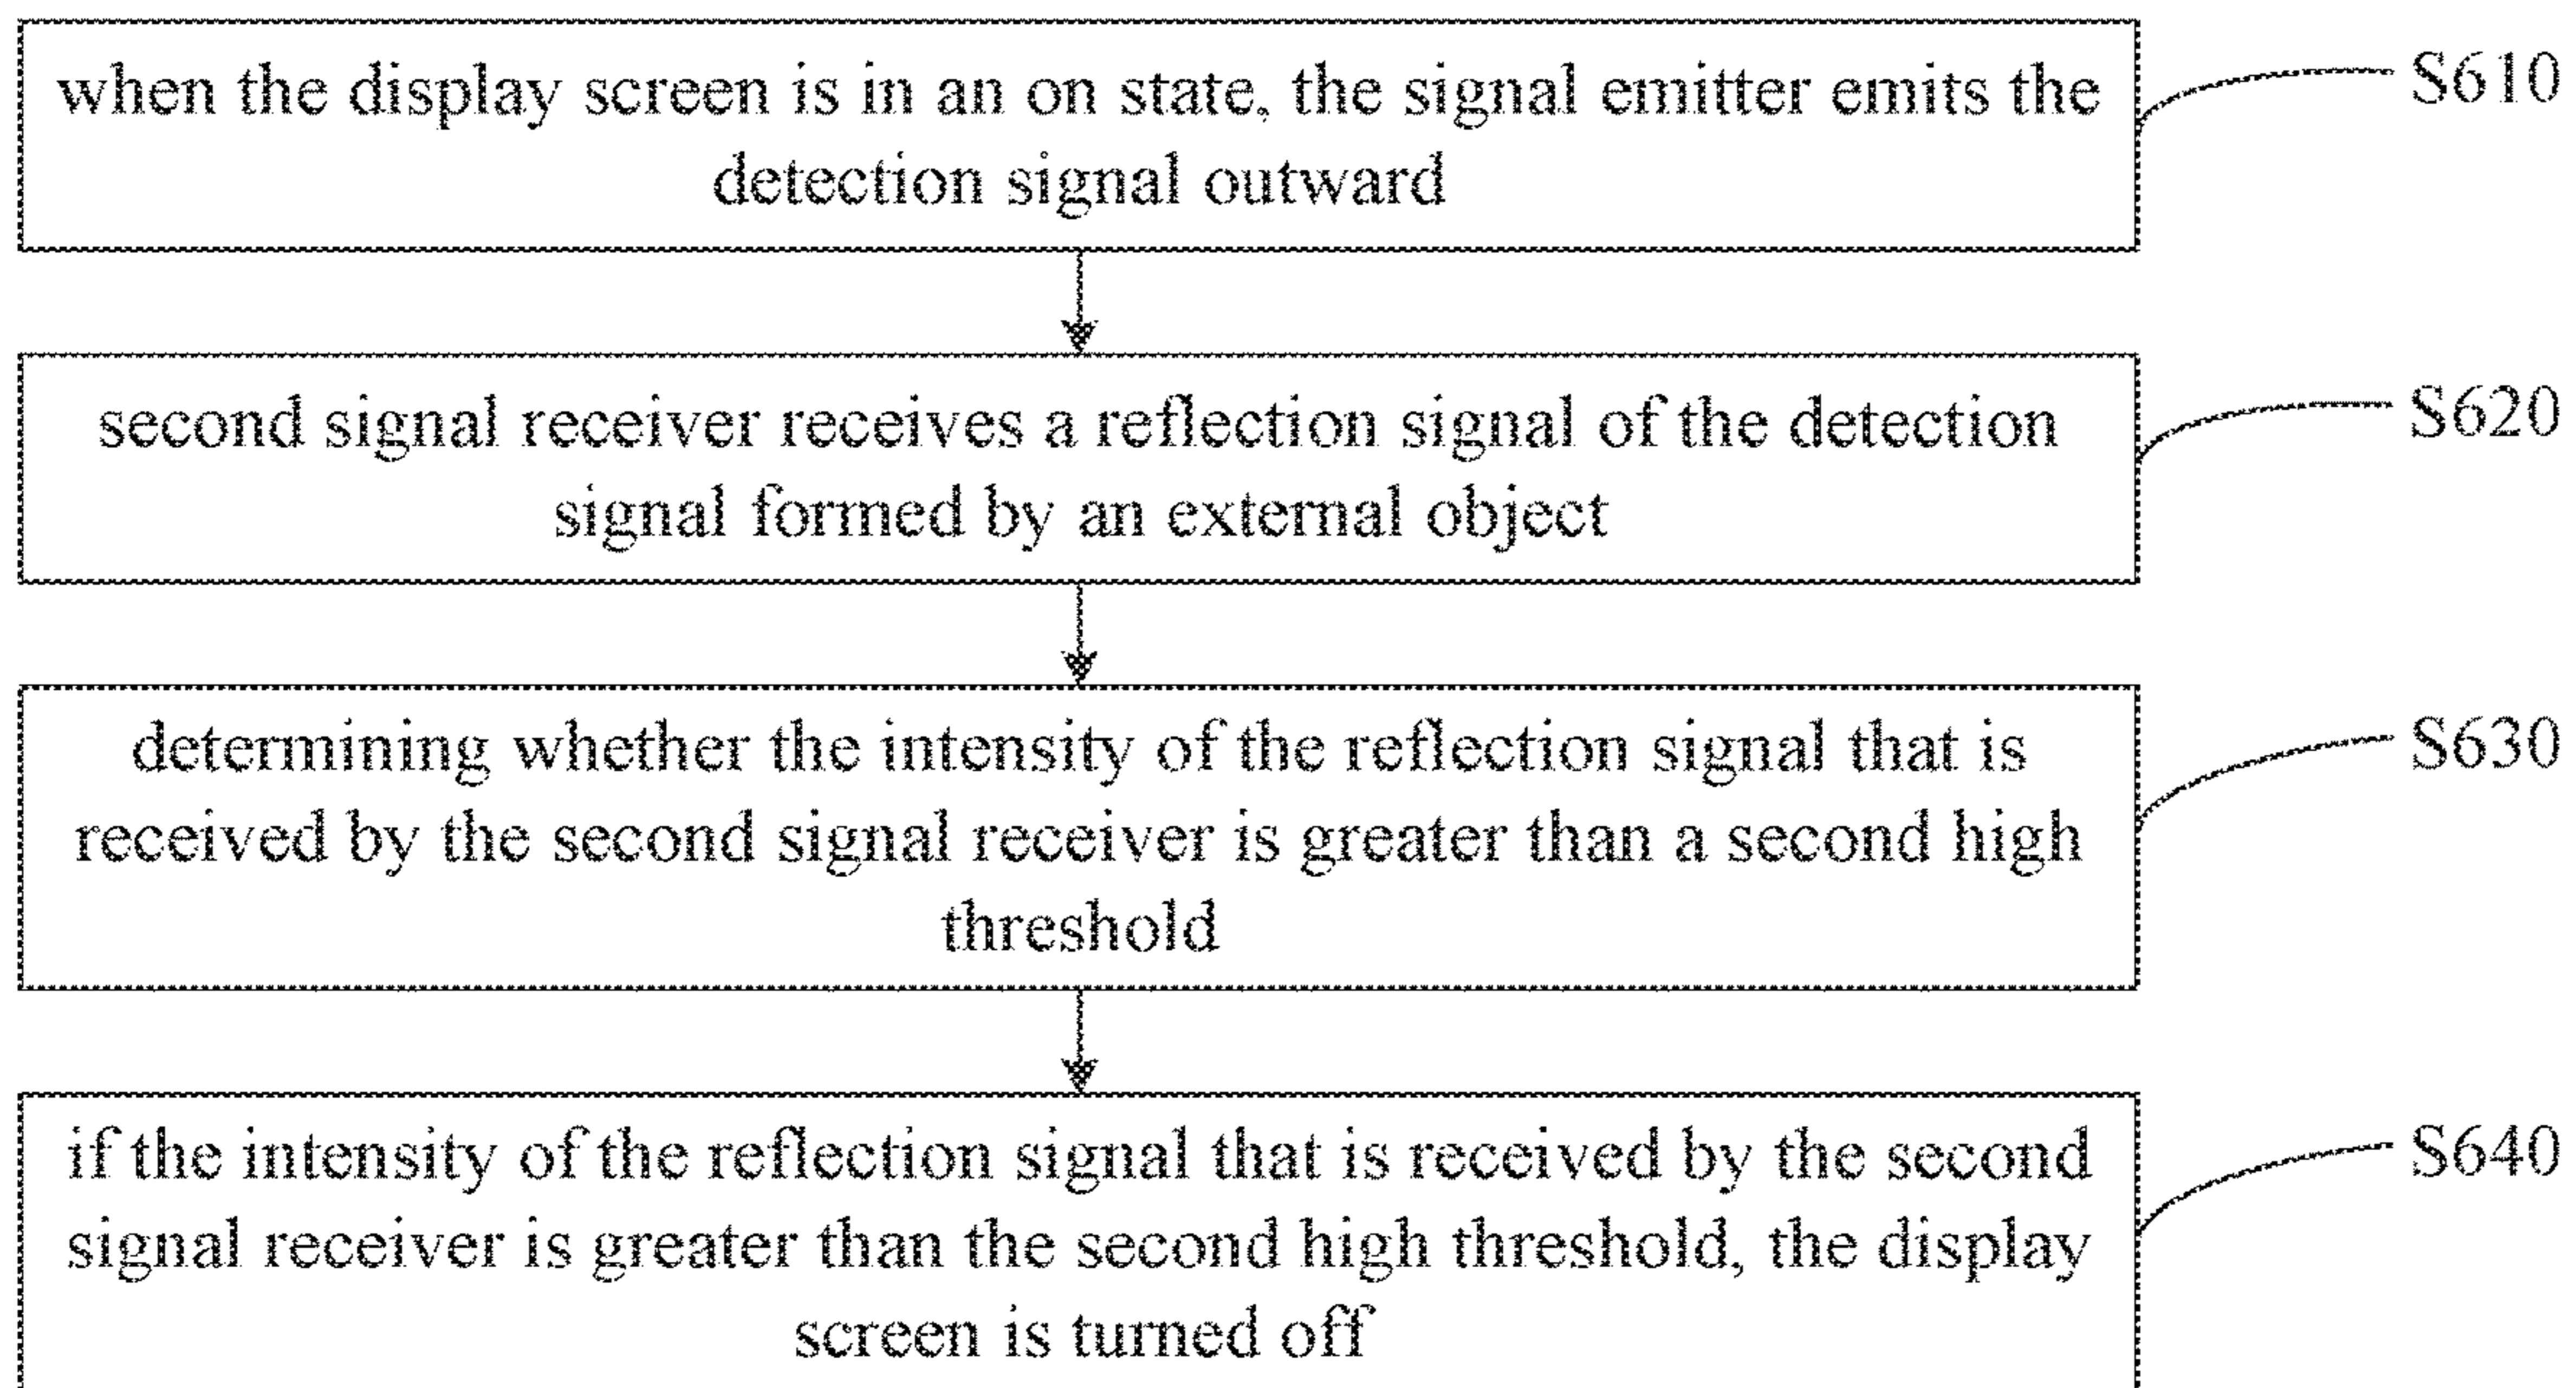 when the display screen is in an on state, the signal emitter emits the
detection signal outward
S610
second signal receiver receives a reflection signal of the detection
signal formed by an external object
S620
determining whether the intensity of the reflection signal that is
received by the second signal receiver is greater than a second high
threshold
S630
if the intensity of the reflection signal that is received by the second
signal receiver is greater than the second high threshold, the display
screen is turned off
S640